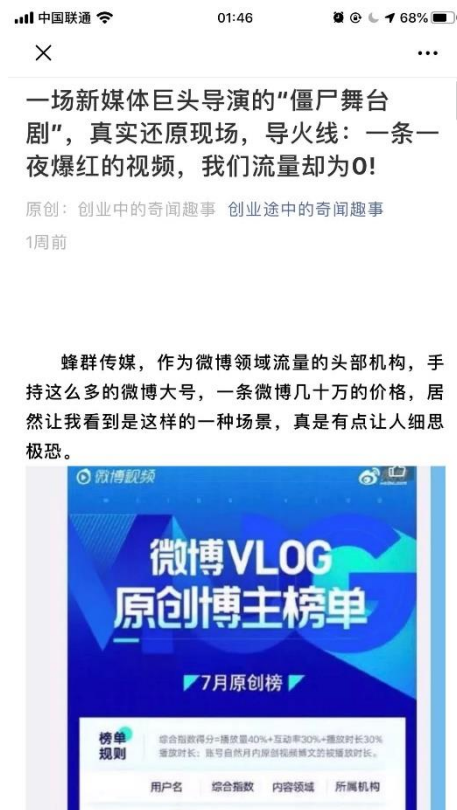 中国联通
01:46
68%
一场新媒体巨头导演的“僵尸舞台
剧”，真实还原现场，导火线：一条一
夜爆红的视频，我们流量却为0!
原创：创业中的奇闻趣事 创业途中的奇闻趣事
1周前
蜂群传媒，作为微博领域流量的头部机构，手
持这么多的微博大号，一条微博几十万的价格，居
然让我看到是这样的一种场景，真是有点让人细思
极恐。
微博视频
微博VLOG
原创博主榜单
7月原创榜
榜单
规则
综合指数得分=播放量40%+互动率30%+播放时长30%
播放时长：账号自然月内原创视频博文的被播放时长。
用户名 综合指数 内容领域 所属机构